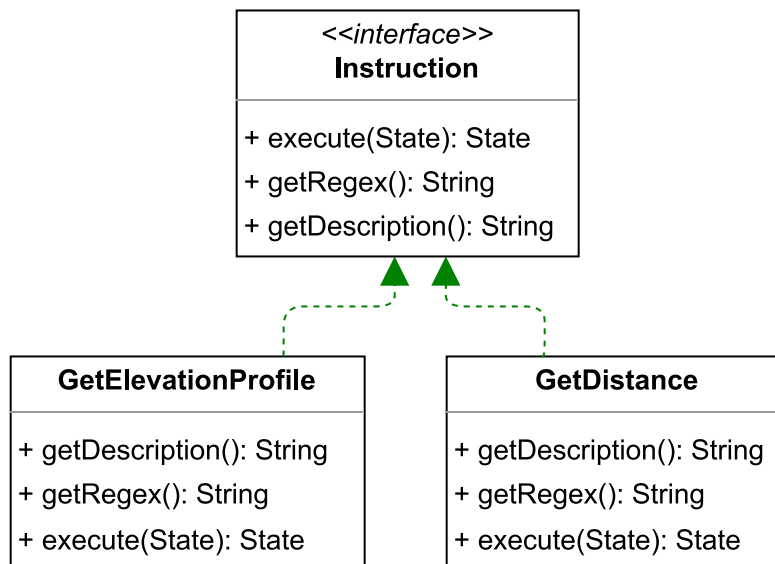 <<interface>>
Instruction
+ execute(State): State
+ getRegex(): String
+ getDescription(): String
GetElevationProfile
+ getDescription(): String
+ getRegex(): String
+ execute(State): State
GetDistance
+ getDescription(): String
+ getRegex(): String
+ execute(State): State